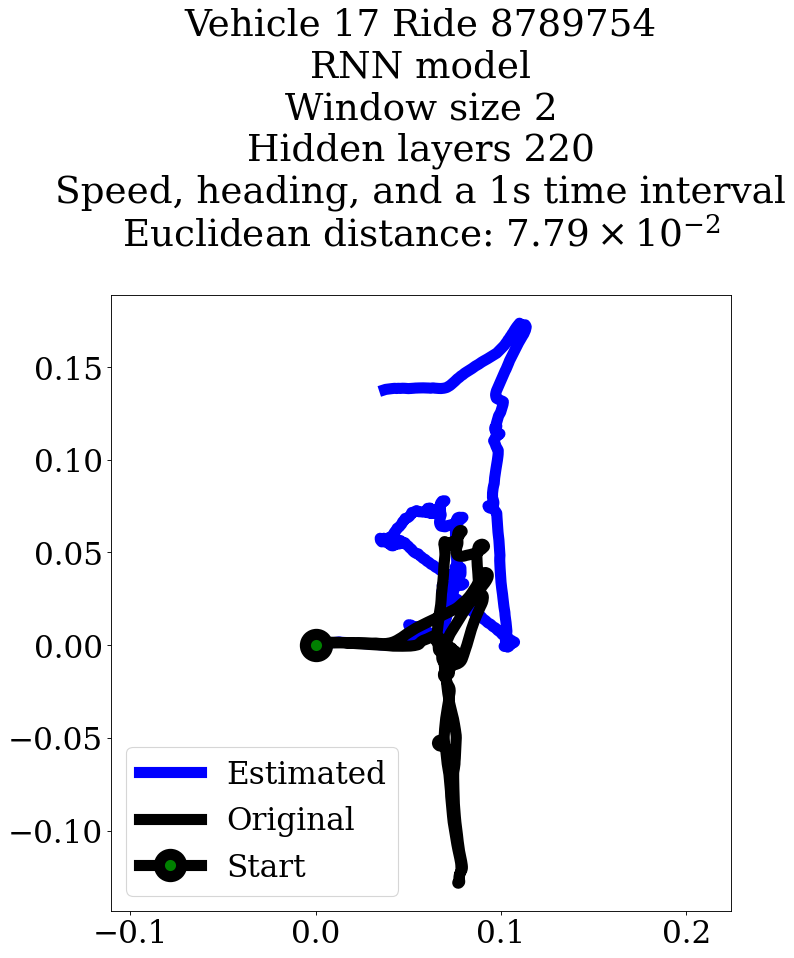 Vehicle 17 Ride 8789754
RNN model
Window size 2
Hidden layers 220
Speed, heading, and a 1s time interval
Euclidean distance: 7.79 × 10⁻²
0.15
0.10
0.05
0.00
−0.05
−0.10
Estimated
Original
Start
−0.1 0.0 0.1 0.2